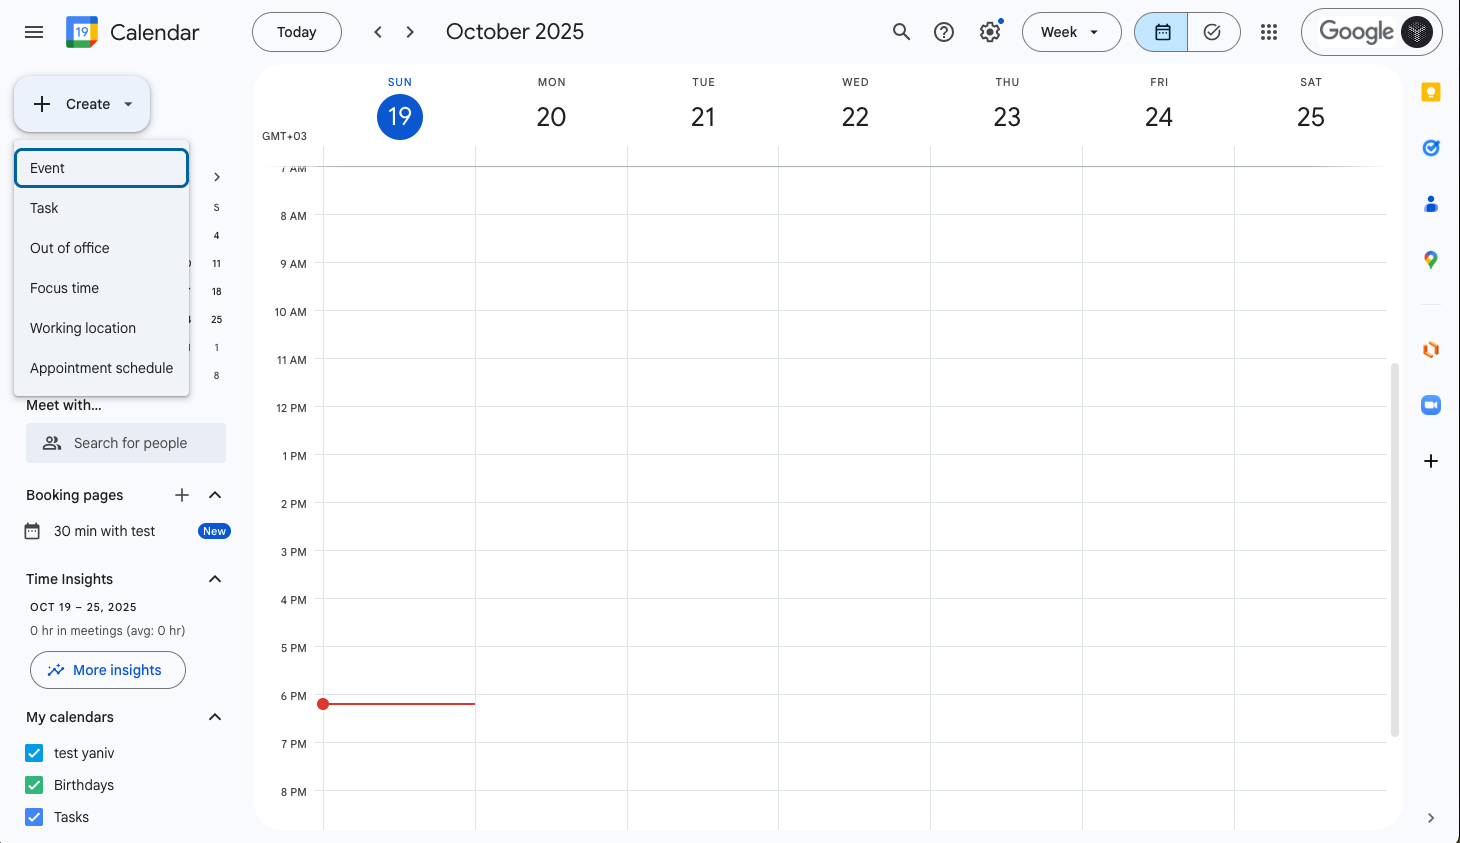 19
Calendar
Today
October 2025
Week
Google
Create
Event
Task
Out of office
Focus time
Working location
Appointment schedule
S
4
11
18
25
1
8
Meet with...
Search for people
Booking pages
30 min with test
New
Time Insights
OCT 19 – 25, 2025
0 hr in meetings (avg: 0 hr)
More insights
My calendars
test yaniv
Birthdays
Tasks
SUN
MON
TUE
WED
THU
FRI
SAT
19
20
21
22
23
24
25
GMT+03
7 AM
8 AM
9 AM
10 AM
11 AM
12 PM
1 PM
2 PM
3 PM
4 PM
5 PM
6 PM
7 PM
8 PM